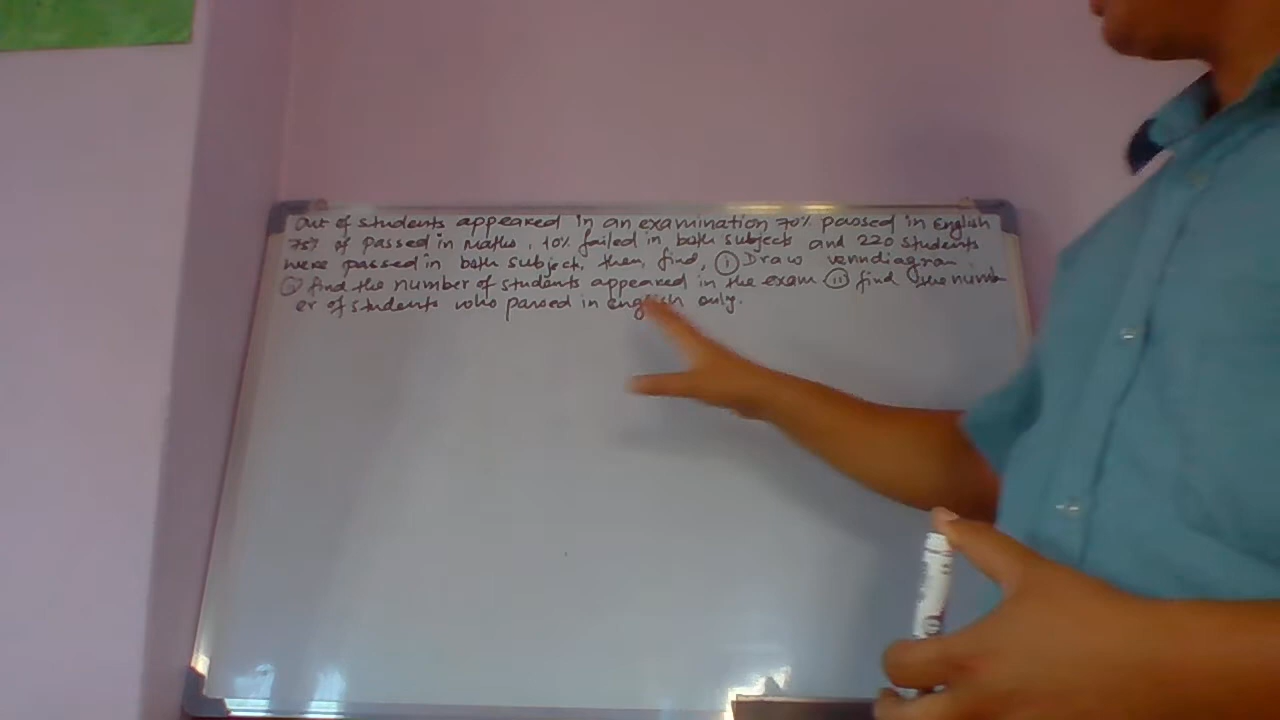 Out of students appeared in an examination 70% passed in English
75% of passed in maths, 10% failed in both subjects and 220 students
were passed in both subject, then find, (i) Draw venndiagram
(ii) find the number of students appeared in the exam (iii) find the numb
er of students who passed in english only.